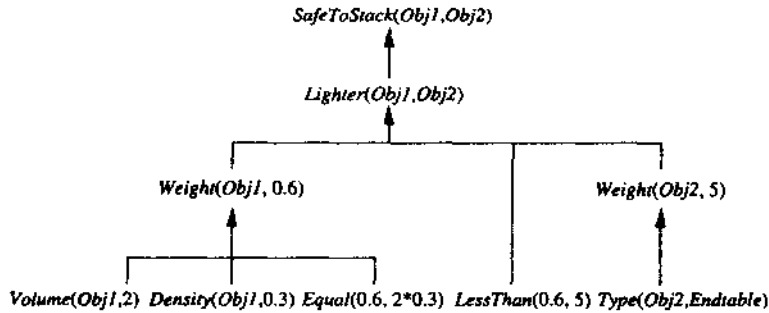 SafeToStack(Obj1,Obj2)
Lighter(Obj1,Obj2)
Weight(Obj1, 0.6) Weight(Obj2, 5)
Volume(Obj1,2) Density(Obj1,0.3) Equal(0.6, 2*0.3) LessThan(0.6, 5) Type(Obj2,Endtable)